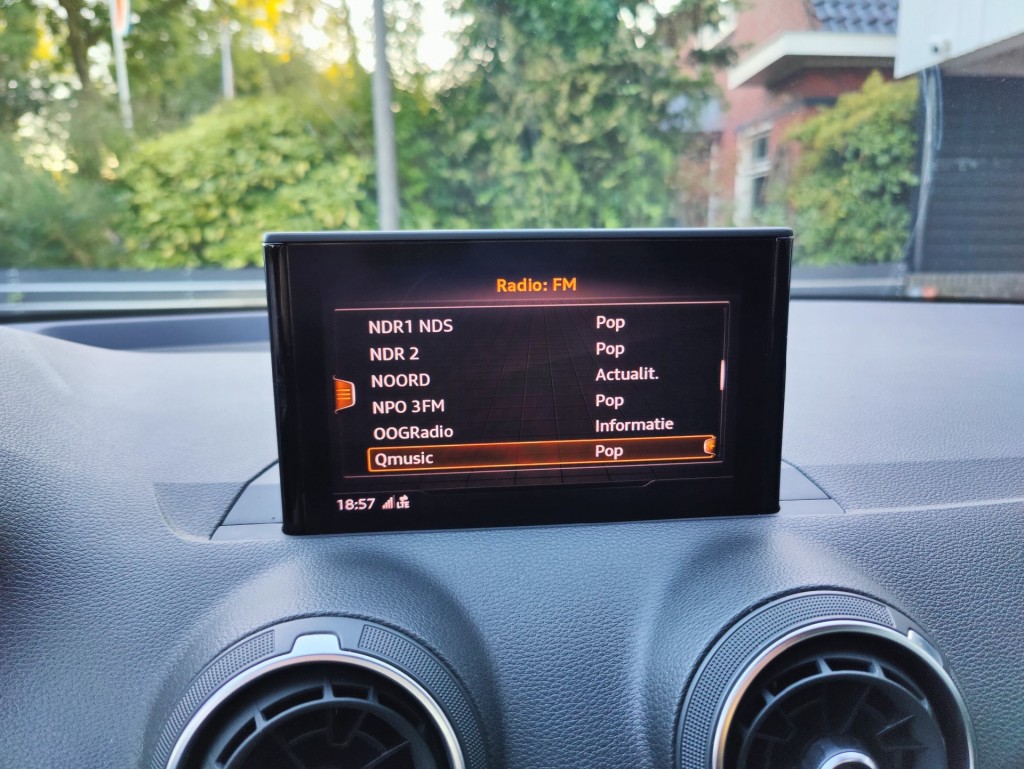 Radio: FM
NDR1 NDS Pop
NDR 2 Pop
NOORD Actualit.
NPO 3FM Pop
OOGRadio Informatie
Qmusic Pop
18:57 LTE